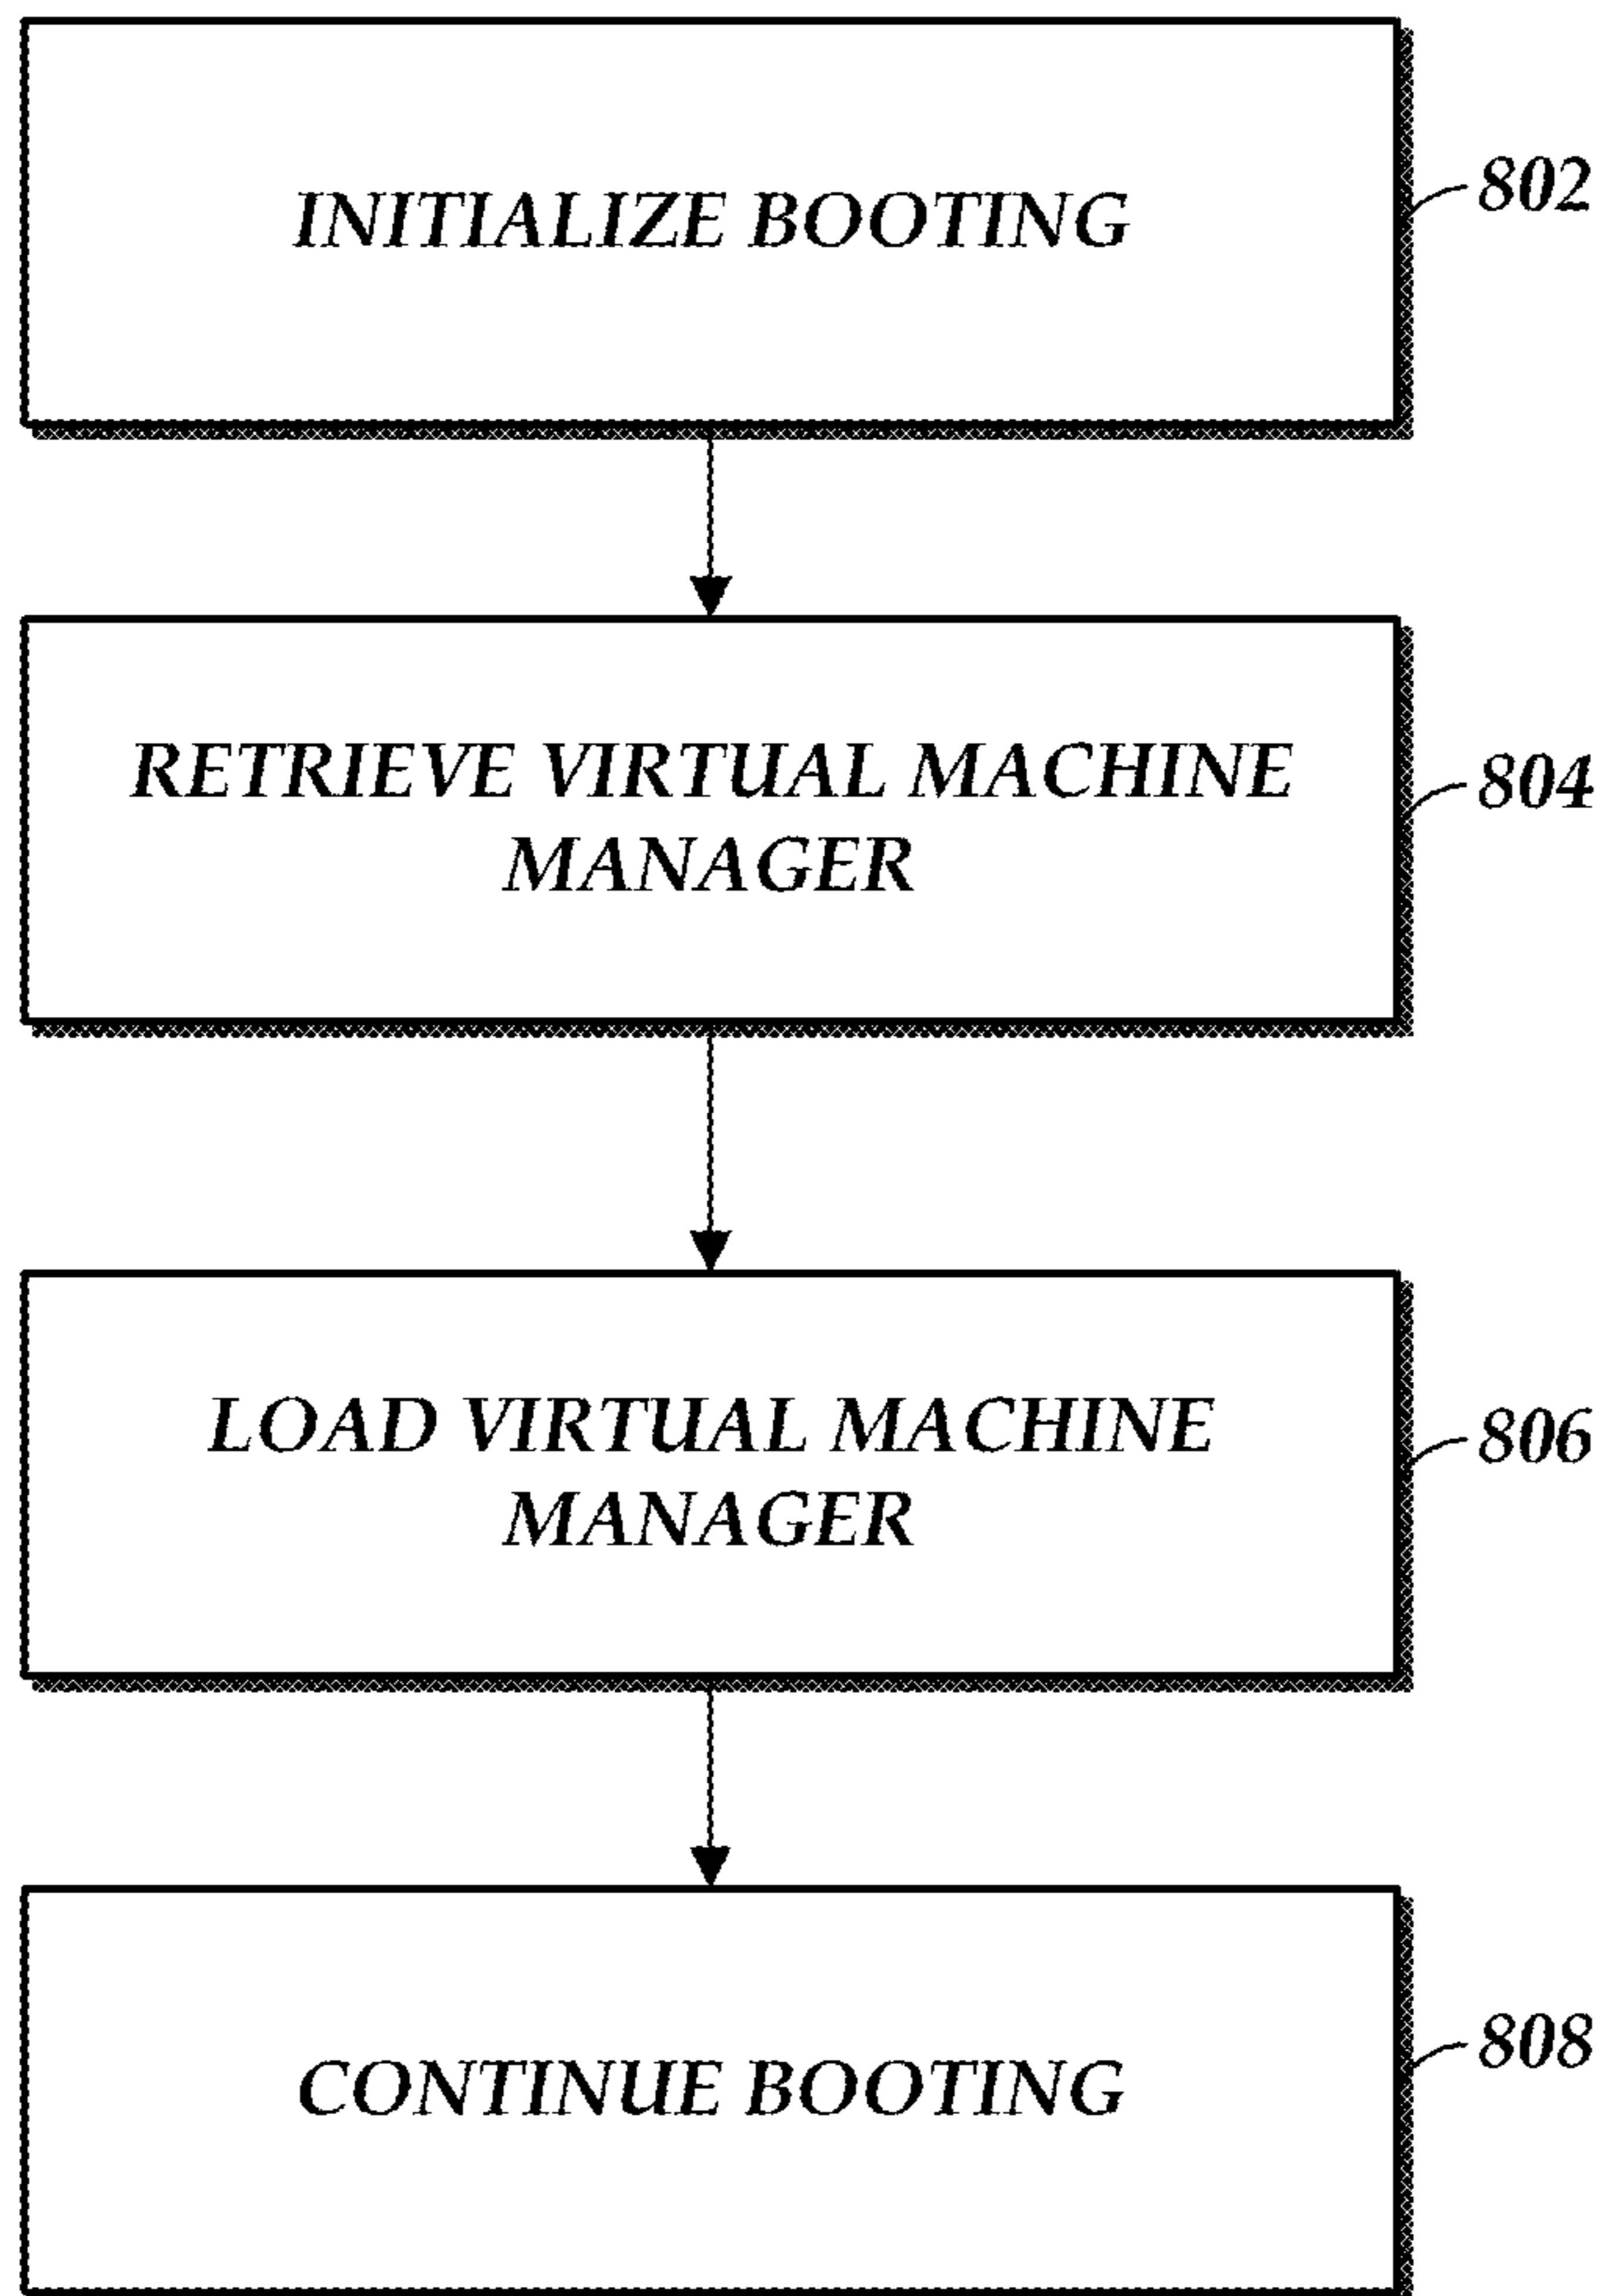 INITIALIZE BOOTING
802
RETRIEVE VIRTUAL MACHINE
MANAGER
804
LOAD VIRTUAL MACHINE
MANAGER
806
CONTINUE BOOTING
808